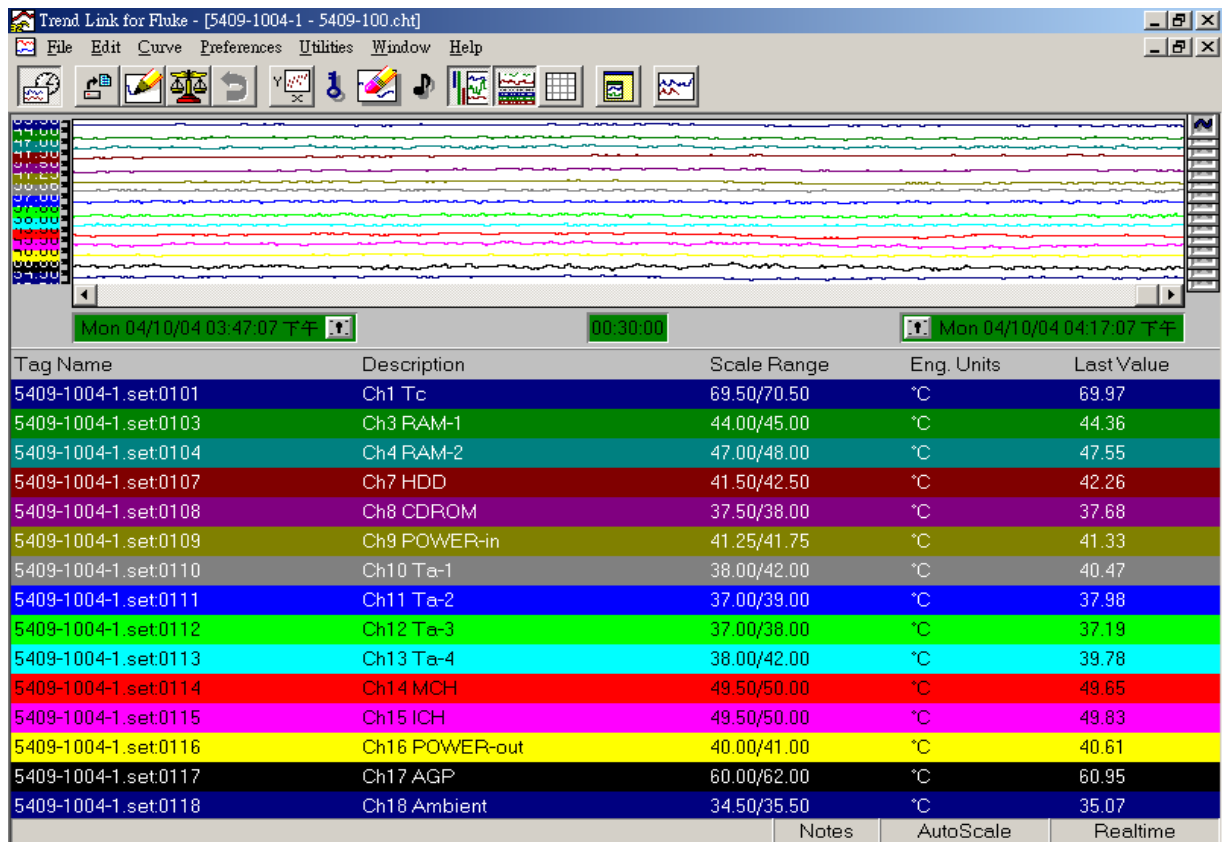 Trend Link for Fluke - [5409-1004-1 - 5409-100.cht]
File Edit Curve Preferences Utilities Window Help
Mon 04/10/04 03:47:07 下午 00:30:00 Mon 04/10/04 04:17:07 下午
Tag Name Description Scale Range Eng. Units Last Value
5409-1004-1.set:0101 Ch1 Tc 69.50/70.50 °C 69.97
5409-1004-1.set:0103 Ch3 RAM-1 44.00/45.00 °C 44.36
5409-1004-1.set:0104 Ch4 RAM-2 47.00/48.00 °C 47.55
5409-1004-1.set:0107 Ch7 HDD 41.50/42.50 °C 42.26
5409-1004-1.set:0108 Ch8 CDROM 37.50/38.00 °C 37.68
5409-1004-1.set:0109 Ch9 POWER-in 41.25/41.75 °C 41.33
5409-1004-1.set:0110 Ch10 Ta-1 38.00/42.00 °C 40.47
5409-1004-1.set:0111 Ch11 Ta-2 37.00/39.00 °C 37.98
5409-1004-1.set:0112 Ch12 Ta-3 37.00/38.00 °C 37.19
5409-1004-1.set:0113 Ch13 Ta-4 38.00/42.00 °C 39.78
5409-1004-1.set:0114 Ch14 MCH 49.50/50.00 °C 49.65
5409-1004-1.set:0115 Ch15 ICH 49.50/50.00 °C 49.83
5409-1004-1.set:0116 Ch16 POWER-out 40.00/41.00 °C 40.61
5409-1004-1.set:0117 Ch17 AGP 60.00/62.00 °C 60.95
5409-1004-1.set:0118 Ch18 Ambient 34.50/35.50 °C 35.07
Notes AutoScale Realtime